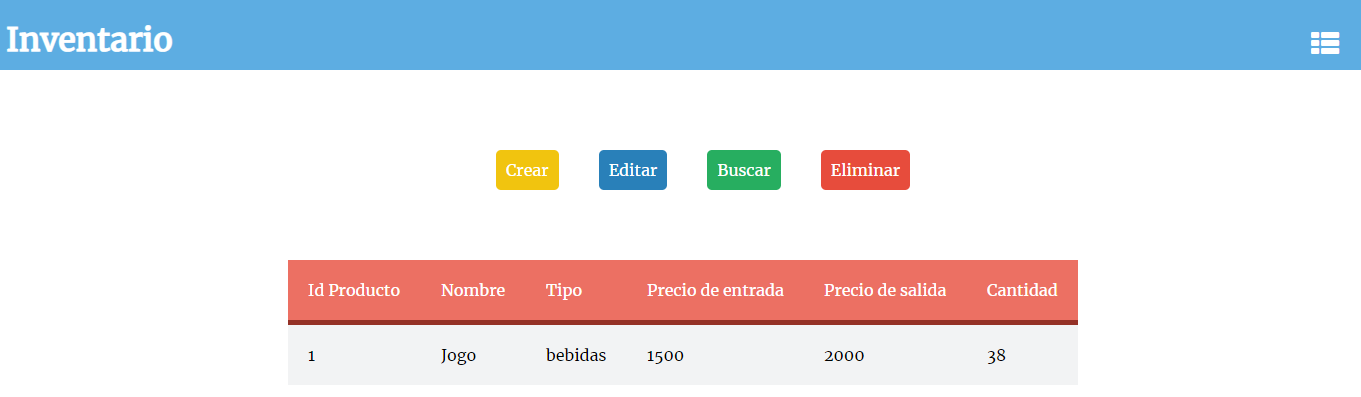 Inventario
Crear Editar Buscar Eliminar
Id Producto Nombre Tipo Precio de entrada Precio de salida Cantidad
1 Jogo bebidas 1500 2000 38